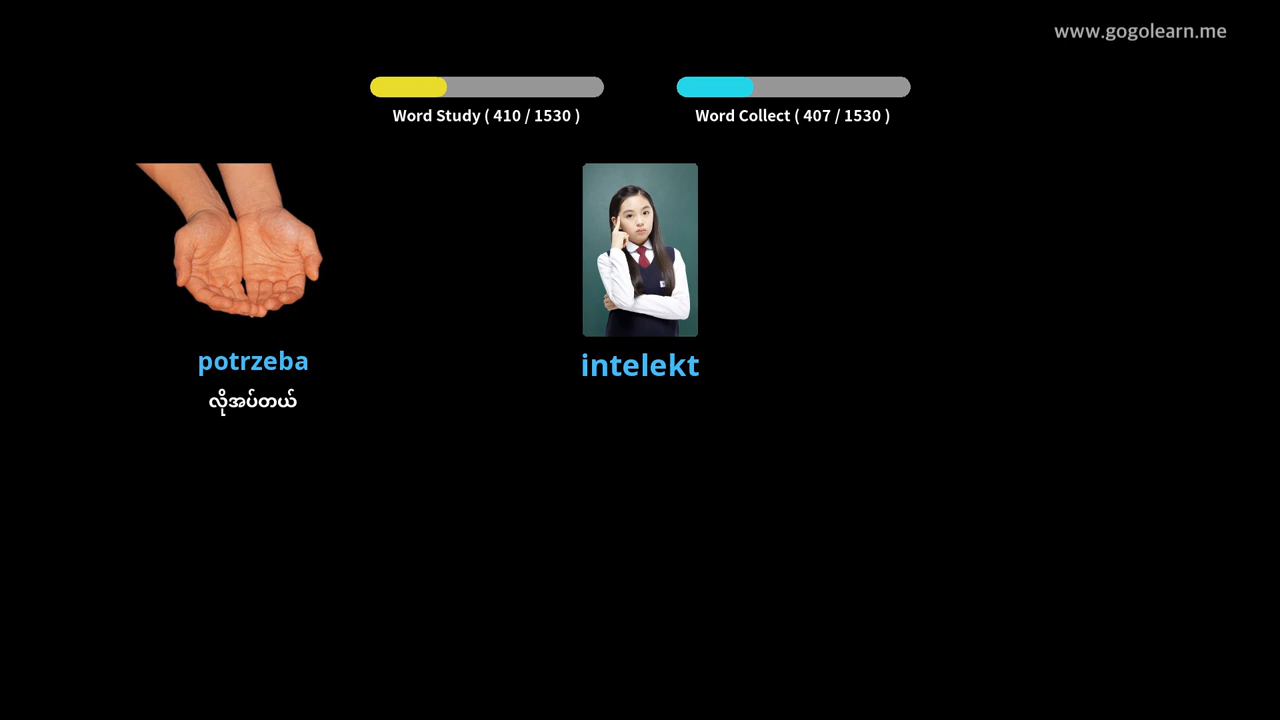 www.gogolearn.me
Word Study ( 410 / 1530 )
Word Collect ( 407 / 1530 )
potrzeba
လိုအပ်တယ်
intelekt